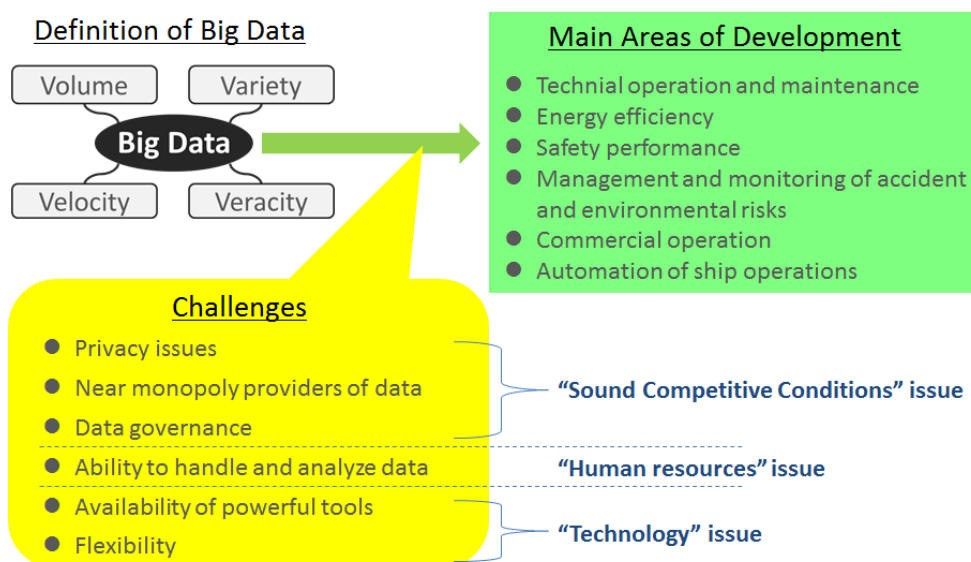 Definition of Big Data
Volume
Variety
Big Data
Velocity
Veracity
Main Areas of Development
● Technial operation and maintenance
● Energy efficiency
● Safety performance
● Management and monitoring of accident
and environmental risks
● Commercial operation
● Automation of ship operations
Challenges
● Privacy issues
● Near monopoly providers of data
● Data governance
● Ability to handle and analyze data
● Availability of powerful tools
● Flexibility
“Sound Competitive Conditions” issue
“Human resources” issue
“Technology” issue